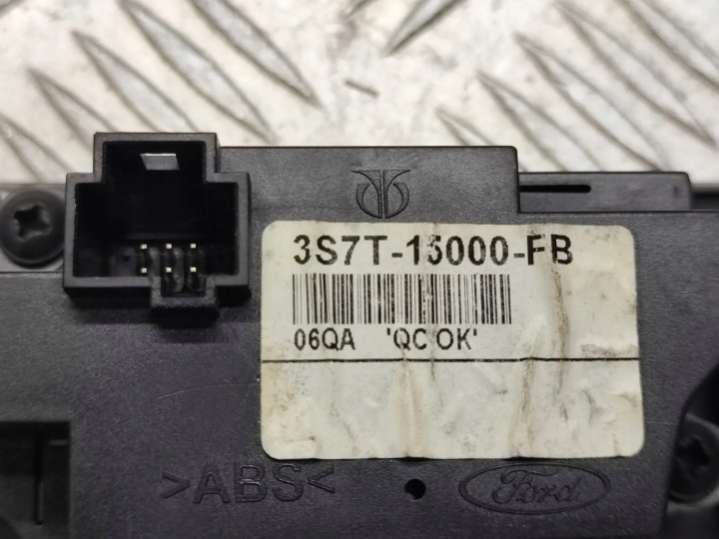 3S7T-15000-FB
06QA 'QC OK'
>ABS<
Ford